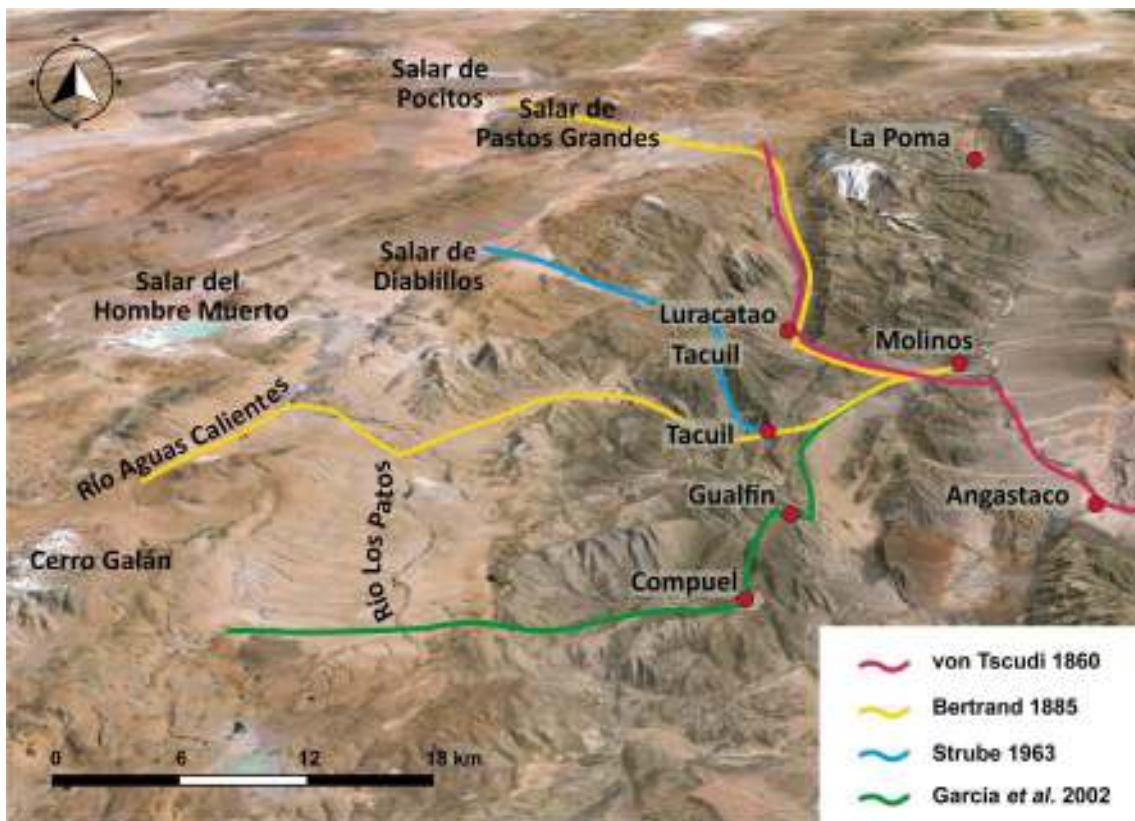 Salar de
Pocitos
Salar de
Pastos Grandes
La Poma
Salar de
Diablillos
Salar del
Hombre Muerto
Luracatao
Molinos
Tacuil
Río Aguas Calientes
Tacuil
Gualfín
Angastaco
Río Los Patos
Cerro Galán
Compuel
von Tscudi 1860
Bertrand 1885
Strube 1963
Garcia et al. 2002
0 6 12 18 km